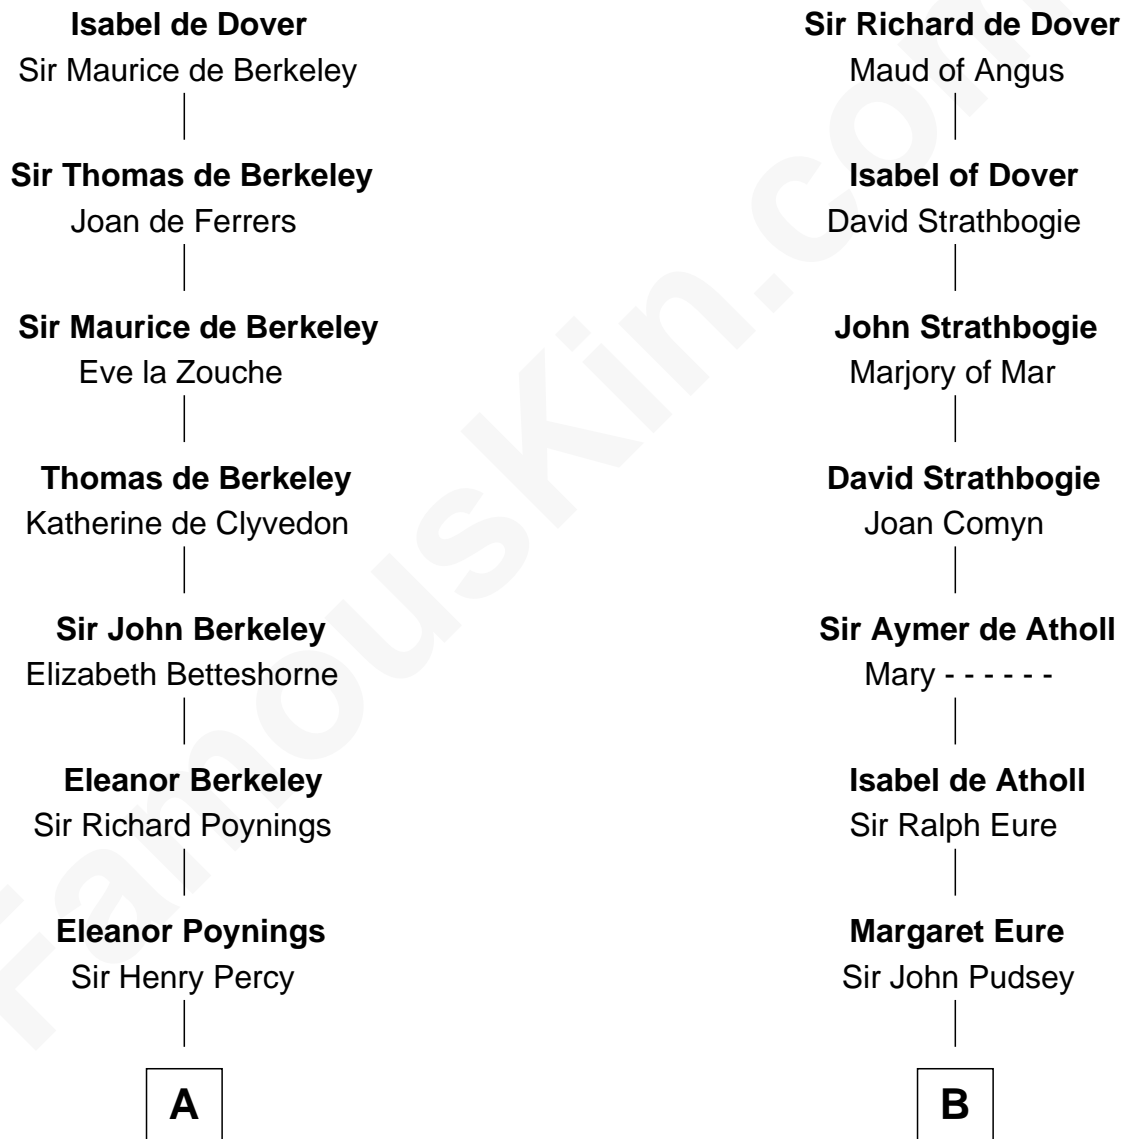 Isabel de Dover
Sir Maurice de Berkeley
Sir Thomas de Berkeley
Joan de Ferrers
Sir Maurice de Berkeley
Eve la Zouche
Thomas de Berkeley
Katherine de Clyvedon
Sir John Berkeley
Elizabeth Betteshorne
Eleanor Berkeley
Sir Richard Poynings
Eleanor Poynings
Sir Henry Percy
A
Sir Richard de Dover
Maud of Angus
Isabel of Dover
David Strathbogie
John Strathbogie
Marjory of Mar
David Strathbogie
Joan Comyn
Sir Aymer de Atholl
Mary - - - - - -
Isabel de Atholl
Sir Ralph Eure
Margaret Eure
Sir John Pudsey
B
FamousKin.com